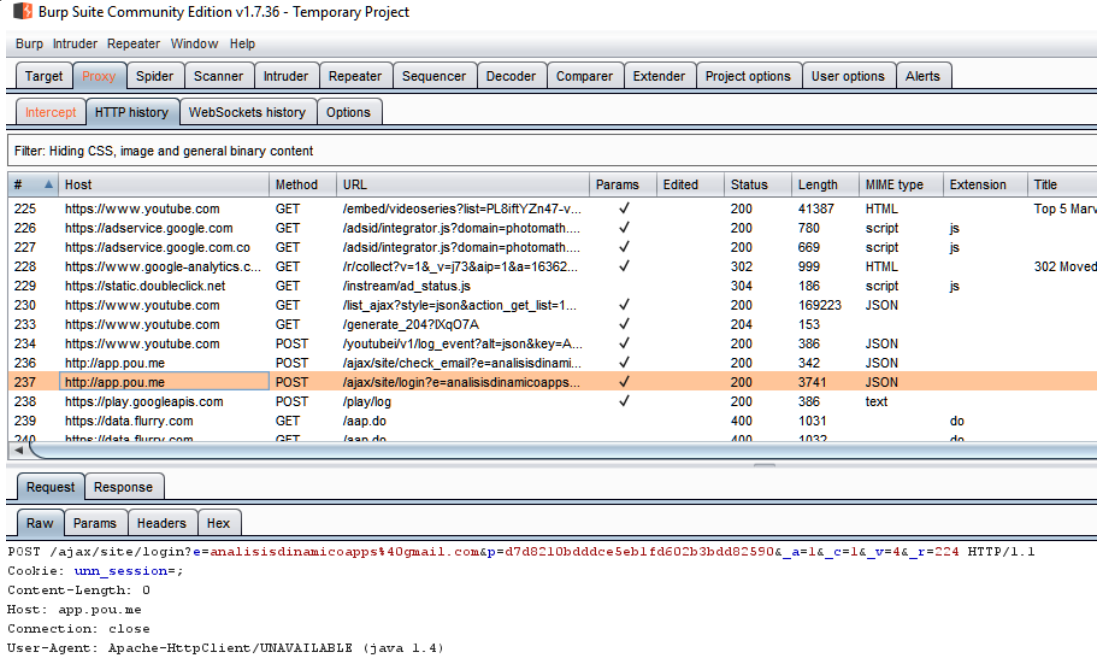 Burp Suite Community Edition v1.7.36 - Temporary Project
Burp Intruder Repeater Window Help
Target Proxy Spider Scanner Intruder Repeater Sequencer Decoder Comparer Extender Project options User options Alerts
Intercept HTTP history WebSockets history Options
Filter: Hiding CSS, image and general binary content
# Host Method URL Params Edited Status Length MIME type Extension Title
225 https://www.youtube.com GET /embed/videoseries?list=PL8iftYZn47-v... ✓ 200 41387 HTML Top 5 Marv
226 https://adservice.google.com GET /adsid/integrator.js?domain=photomath.... ✓ 200 780 script js
227 https://adservice.google.com.co GET /adsid/integrator.js?domain=photomath.... ✓ 200 669 script js
228 https://www.google-analytics.c... GET /r/collect?v=1&_v=j73&aip=1&a=16362... ✓ 302 999 HTML 302 Moved
229 https://static.doubleclick.net GET /instream/ad_status.js 304 186 script js
230 https://www.youtube.com GET /list_ajax?style=json&action_get_list=1... ✓ 200 169223 JSON
233 https://www.youtube.com GET /generate_204?lXqO7A ✓ 204 153
234 https://www.youtube.com POST /youtubei/v1/log_event?alt=json&key=A... ✓ 200 386 JSON
236 http://app.pou.me POST /ajax/site/check_email?e=analisisdinami... ✓ 200 342 JSON
237 http://app.pou.me POST /ajax/site/login?e=analisisdinamicoapps... ✓ 200 3741 JSON
238 https://play.googleapis.com POST /play/log ✓ 200 386 text
239 https://data.flurry.com GET /aap.do 400 1031 do
240 https://data.flurry.com GET /aap.do 400 1032 do
Request Response
Raw Params Headers Hex
POST /ajax/site/login?e=analisisdinamicoapps%40gmail.com&p=d7d8210bdddce5eb1fd602b3bdd82590&_a=1&_c=1&_v=4&_r=224 HTTP/1.1
Cookie: unn_session=;
Content-Length: 0
Host: app.pou.me
Connection: close
User-Agent: Apache-HttpClient/UNAVAILABLE (java 1.4)